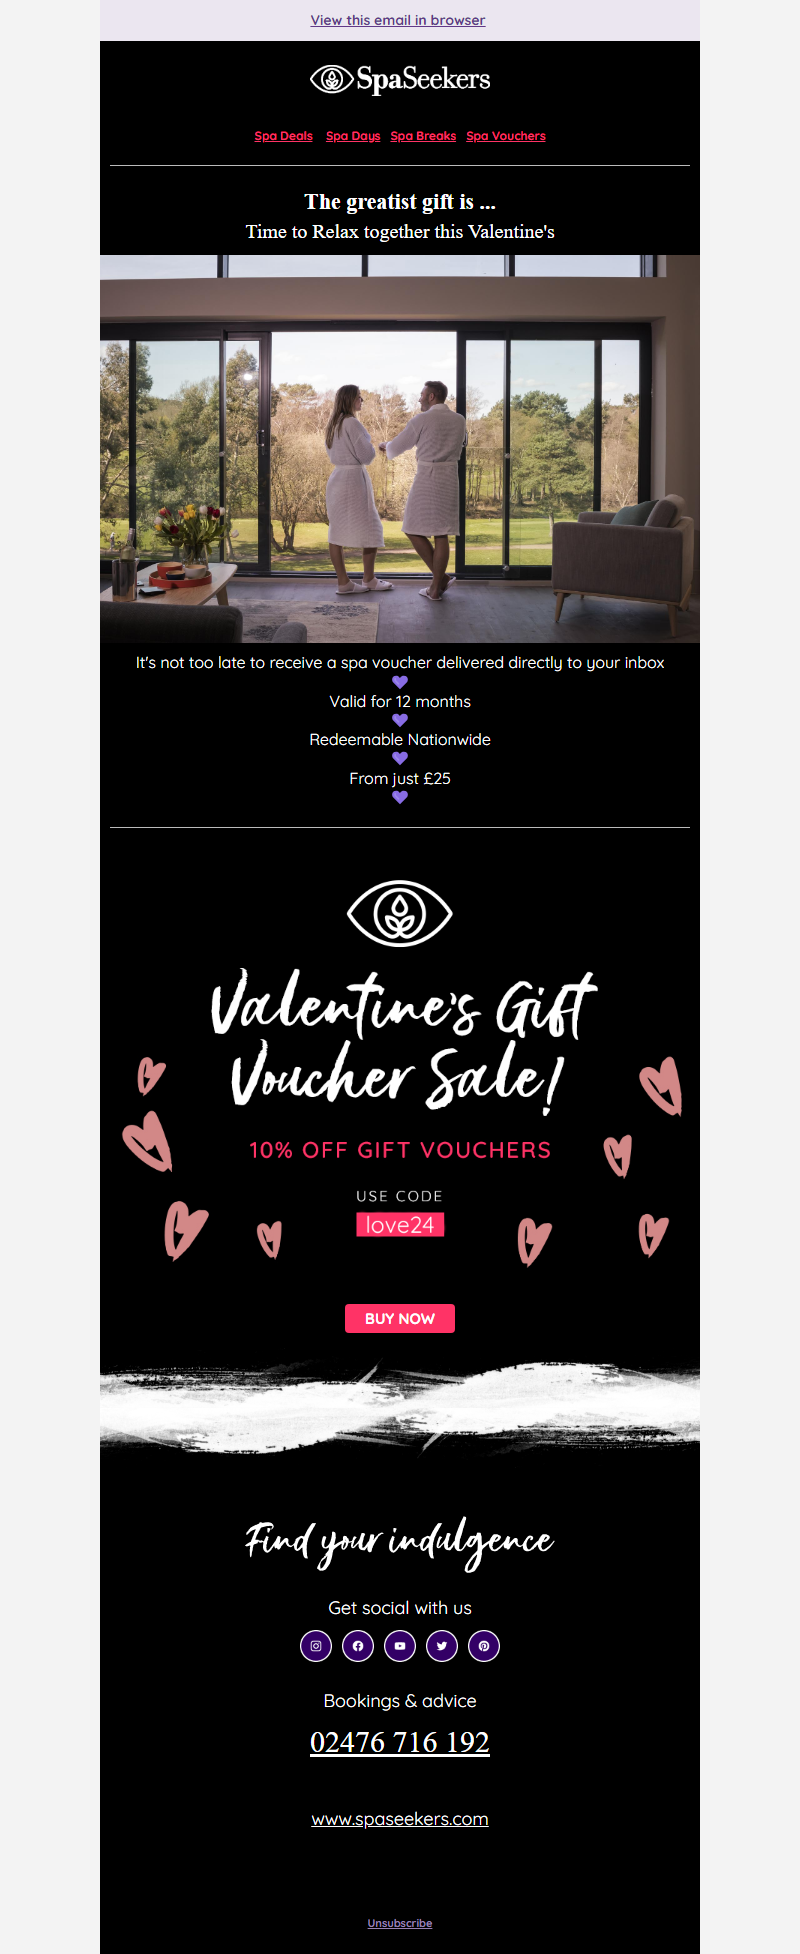 View this email in browser
SpaSeekers
Spa Deals Spa Days Spa Breaks Spa Vouchers
The greatist gift is ...
Time to Relax together this Valentine's
It's not too late to receive a spa voucher delivered directly to your inbox
Valid for 12 months
Redeemable Nationwide
From just £25
Valentine's Gift
Voucher Sale!
10% OFF GIFT VOUCHERS
USE CODE
love24
BUY NOW
Find your indulgence
Get social with us
Bookings & advice
02476 716 192
www.spaseekers.com
Unsubscribe